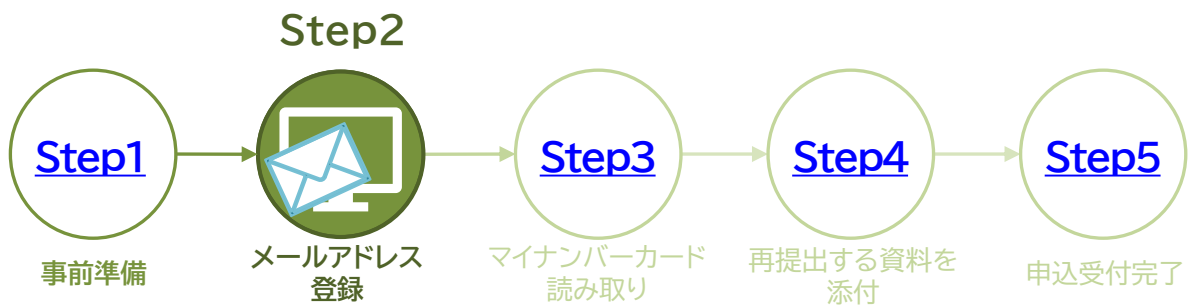 Step2
Step1
Step3
Step4
Step5
事前準備
メールアドレス
登録
マイナンバーカード
読み取り
再提出する資料を
添付
申込受付完了